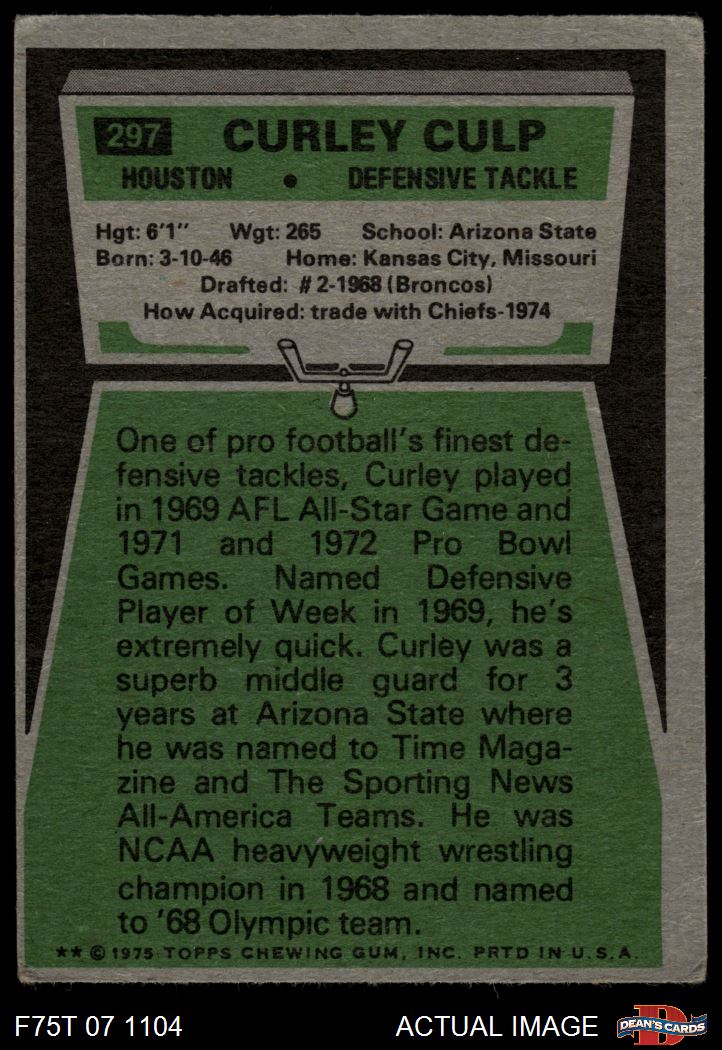 297 CURLEY CULP
HOUSTON • DEFENSIVE TACKLE
Hgt: 6'1" Wgt: 265 School: Arizona State
Born: 3-10-46 Home: Kansas City, Missouri
Drafted: #2-1968 (Broncos)
How Acquired: trade with Chiefs-1974
One of pro football's finest de-
fensive tackles, Curley played
in 1969 AFL All-Star Game and
1971 and 1972 Pro Bowl
Games. Named Defensive
Player of Week in 1969, he's
extremely quick. Curley was a
superb middle guard for 3
years at Arizona State where
he was named to Time Maga-
zine and The Sporting News
All-America Teams. He was
NCAA heavyweight wrestling
champion in 1968 and named
to '68 Olympic team.
** © 1975 TOPPS CHEWING GUM, INC. PRTD IN U.S.A.
F75T 07 1104 ACTUAL IMAGE DEAN'S CARDS